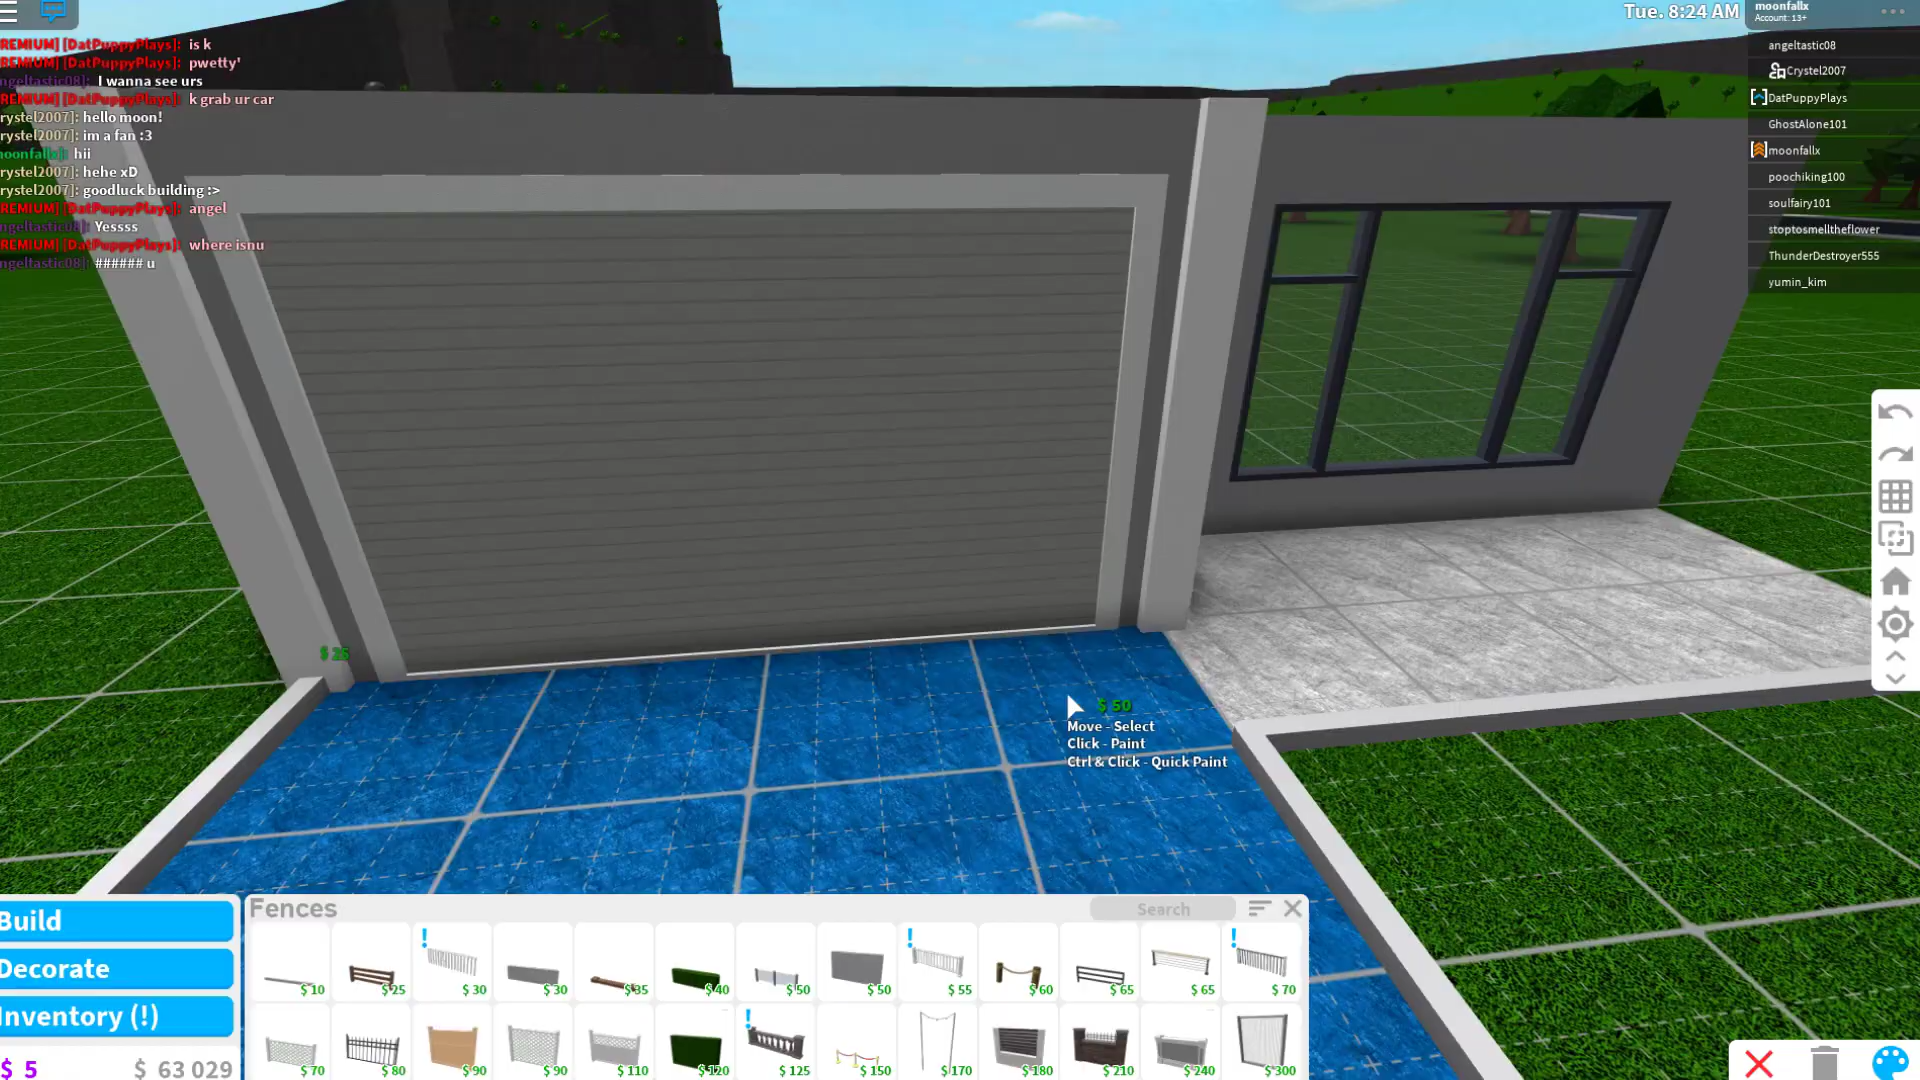 Tue. 8:24 AM
moonfallx
Account: 13+
angeltastic08
Crystel2007
DatPuppyPlays
GhostAlone101
moonfallx
poochiking100
soulfairy101
stoptosmelltheflower
ThunderDestroyer555
yumin_kim
REMIUM] [DatPuppyPlays]: is k
REMIUM] [DatPuppyPlays]: pwetty'
ngeltastic08]: I wanna see urs
REMIUM] [DatPuppyPlays]: k grab ur car
rystel2007]: hello moon!
rystel2007]: im a fan :3
noonfallx]: hii
rystel2007]: hehe xD
rystel2007]: goodluck building :>
REMIUM] [DatPuppyPlays]: angel
ngeltastic08]: Yessss
REMIUM] [DatPuppyPlays]: where isnu
ngeltastic08]: ###### u
$ 25
$ 50
Move - Select
Click - Paint
Ctrl & Click - Quick Paint
Build
Decorate
Inventory (!)
$ 5 $ 63 029
Fences
Search
$ 10 $ 25 $ 30 $ 30 $ 35 $ 40 $ 50 $ 50 $ 55 $ 60 $ 65 $ 65 $ 70
$ 70 $ 80 $ 90 $ 90 $ 110 $ 120 $ 125 $ 150 $ 170 $ 180 $ 210 $ 240 $ 300